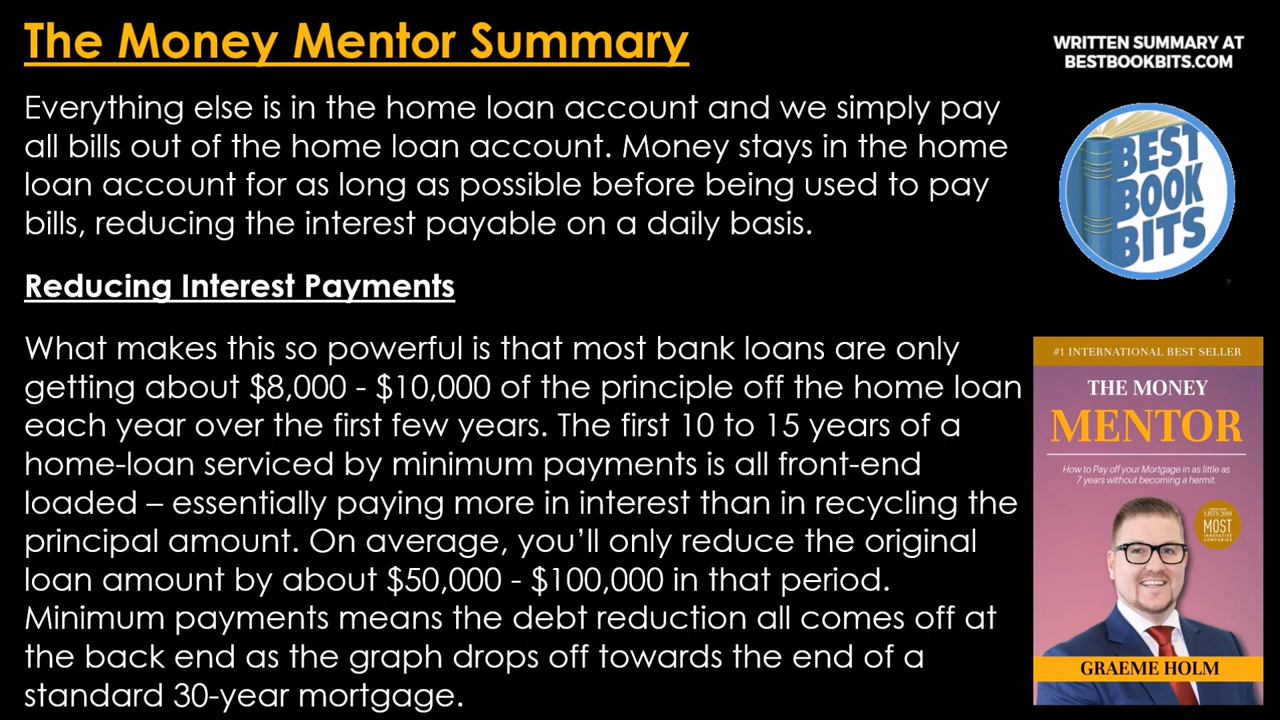 The Money Mentor Summary
WRITTEN SUMMARY AT
BESTBOOKBITS.COM
Everything else is in the home loan account and we simply pay
all bills out of the home loan account. Money stays in the home
loan account for as long as possible before being used to pay
bills, reducing the interest payable on a daily basis.
BEST
BOOK
BITS
Reducing Interest Payments
What makes this so powerful is that most bank loans are only
getting about $8,000 - $10,000 of the principle off the home loan
each year over the first few years. The first 10 to 15 years of a
home-loan serviced by minimum payments is all front-end
loaded – essentially paying more in interest than in recycling the
principal amount. On average, you’ll only reduce the original
loan amount by about $50,000 - $100,000 in that period.
Minimum payments means the debt reduction all comes off at
the back end as the graph drops off towards the end of a
standard 30-year mortgage.
#1 INTERNATIONAL BEST SELLER
THE MONEY
MENTOR
How to Pay off your Mortgage in as little as
7 years without becoming a hermit.
LISTS 2018
MOST
INNOVATIVE
COMPANIES
GRAEME HOLM